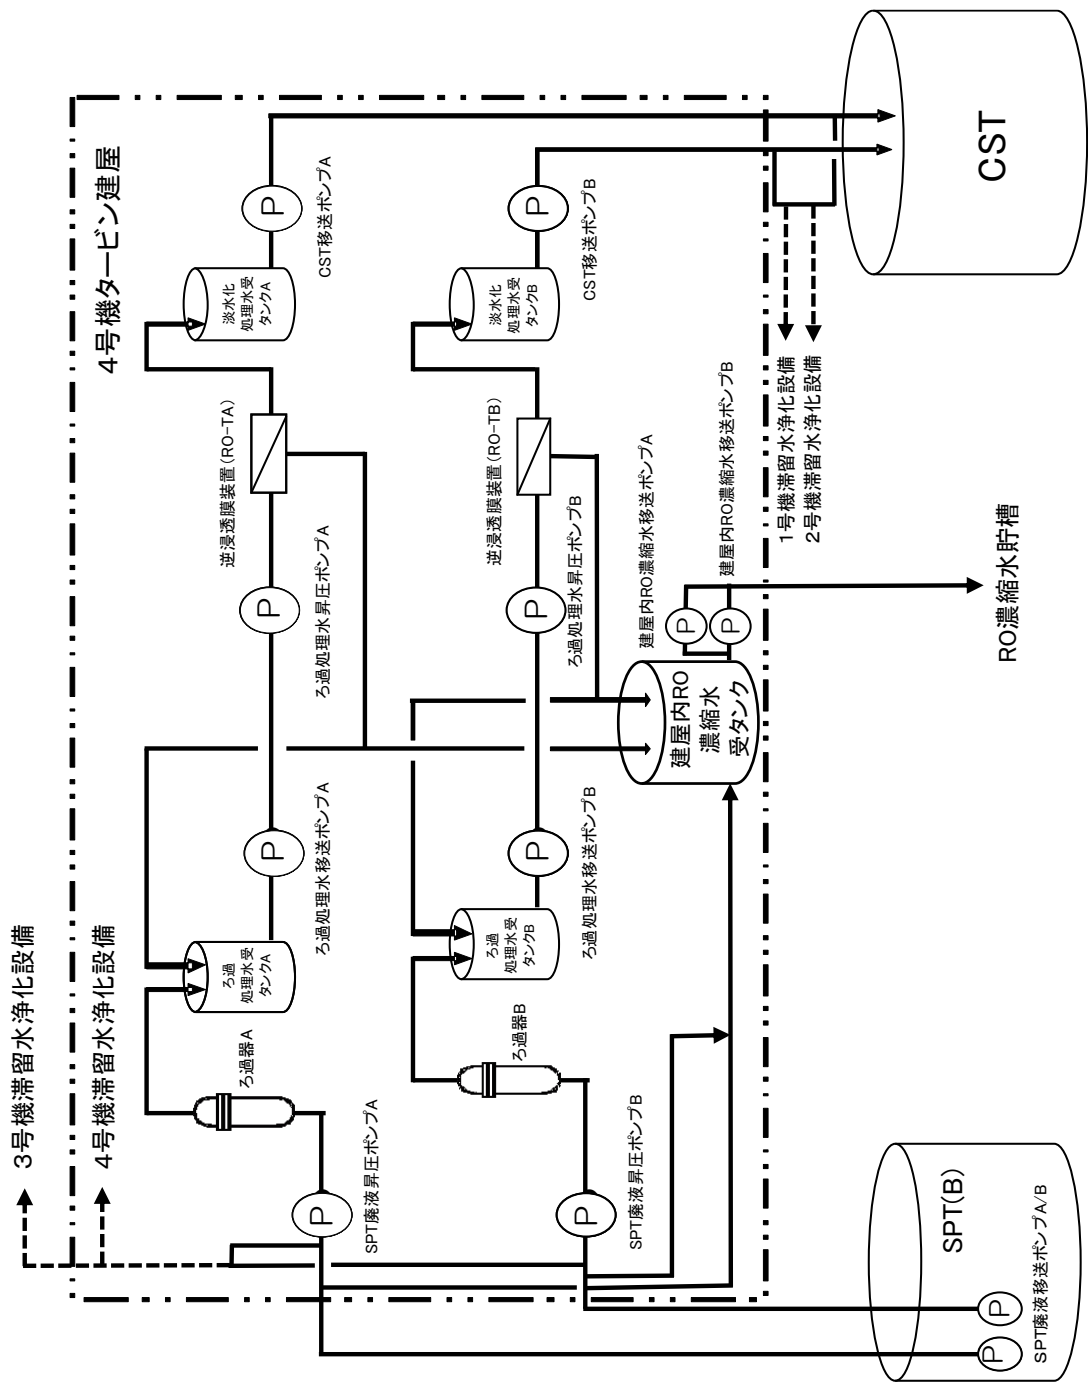 3号機滞留水浄化設備
4号機滞留水浄化設備
4号機タービン建屋
SPT廃液昇圧ポンプA
P
ろ過器A
ろ過
処理水受
タンクA
ろ過処理水移送ポンプA
P
ろ過処理水昇圧ポンプA
P
逆浸透膜装置(RO-TA)
淡水化
処理水受
タンクA
CST移送ポンプA
P
SPT廃液昇圧ポンプB
P
ろ過器B
ろ過
処理水受
タンクB
ろ過処理水移送ポンプB
P
ろ過処理水昇圧ポンプB
P
逆浸透膜装置(RO-TB)
淡水化
処理水受
タンクB
CST移送ポンプB
P
建屋内RO
濃縮水
受タンク
建屋内RO濃縮水移送ポンプA
P
建屋内RO濃縮水移送ポンプB
P
1号機滞留水浄化設備
2号機滞留水浄化設備
RO濃縮水貯槽
SPT(B)
P
P
SPT廃液移送ポンプA/B
CST